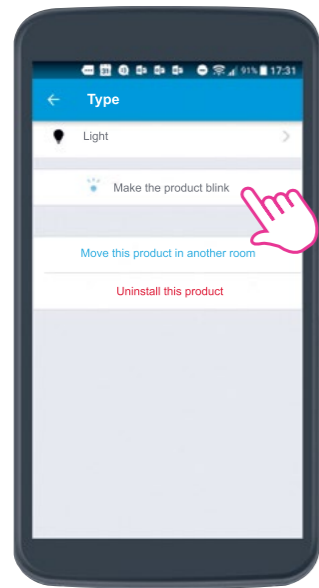 91% 17:31
Type
Light
Make the product blink
Move this product in another room
Uninstall this product